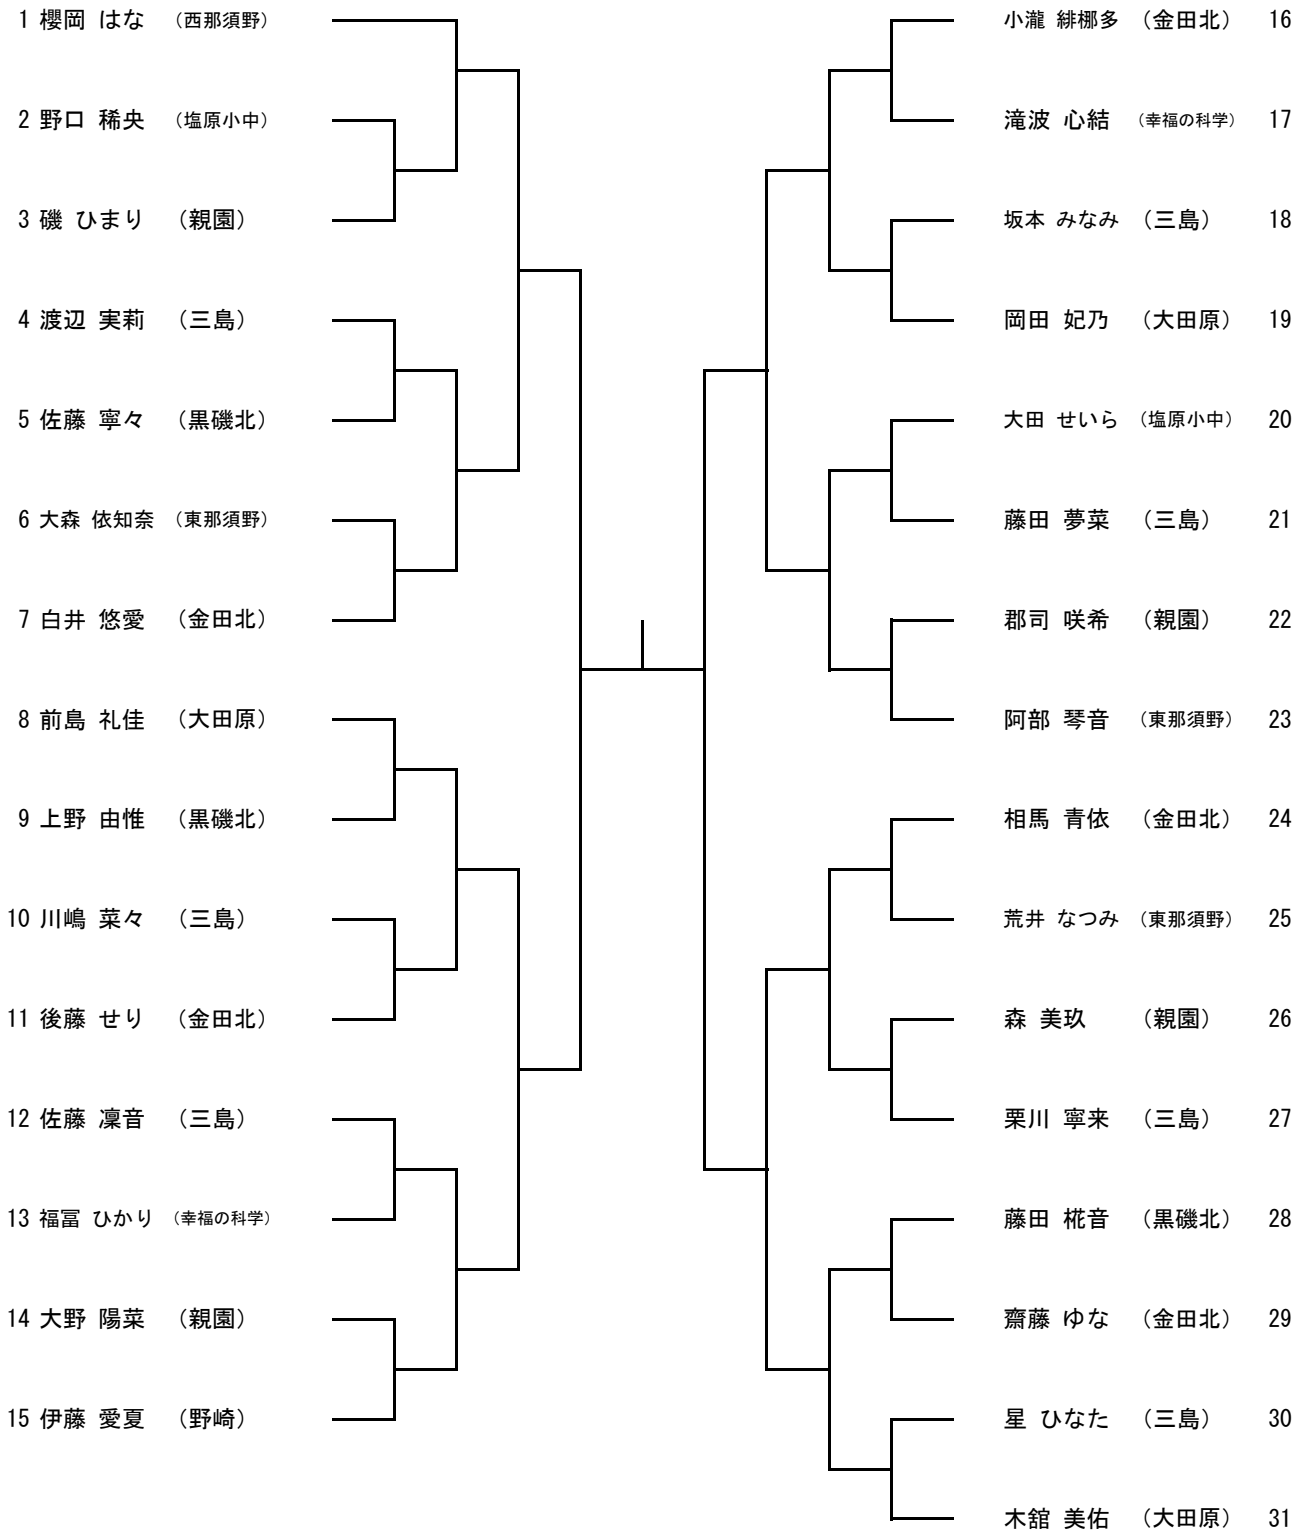 1 櫻岡 はな （西那須野）
2 野口 稀央 （塩原小中）
3 磯 ひまり （親園）
4 渡辺 実莉 （三島）
5 佐藤 寧々 （黒磯北）
6 大森 依知奈 （東那須野）
7 白井 悠愛 （金田北）
8 前島 礼佳 （大田原）
9 上野 由惟 （黒磯北）
10 川嶋 菜々 （三島）
11 後藤 せり （金田北）
12 佐藤 凜音 （三島）
13 福冨 ひかり （幸福の科学）
14 大野 陽菜 （親園）
15 伊藤 愛夏 （野崎）
小瀧 緋梛多 （金田北） 16
滝波 心結 （幸福の科学） 17
坂本 みなみ （三島） 18
岡田 妃乃 （大田原） 19
大田 せいら （塩原小中） 20
藤田 夢菜 （三島） 21
郡司 咲希 （親園） 22
阿部 琴音 （東那須野） 23
相馬 青依 （金田北） 24
荒井 なつみ （東那須野） 25
森 美玖 （親園） 26
栗川 寧来 （三島） 27
藤田 椛音 （黒磯北） 28
齋藤 ゆな （金田北） 29
星 ひなた （三島） 30
木舘 美佑 （大田原） 31